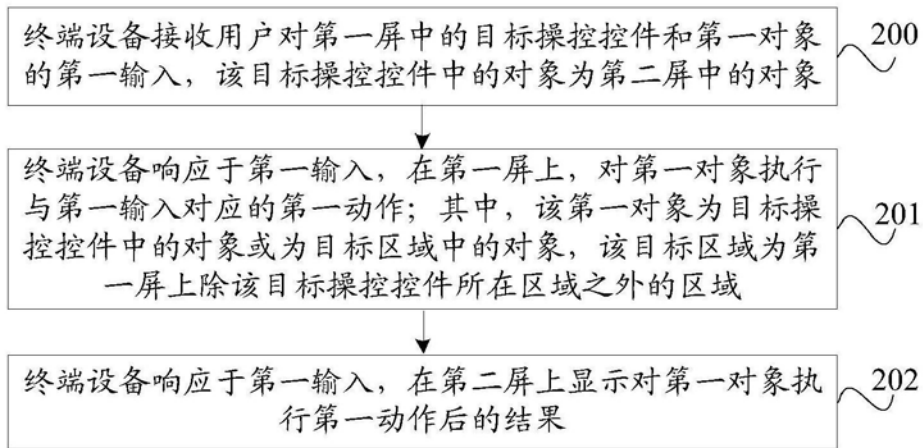 终端设备接收用户对第一屏中的目标操控控件和第一对象
的第一输入，该目标操控控件中的对象为第二屏中的对象
200
终端设备响应于第一输入，在第一屏上，对第一对象执行
与第一输入对应的第一动作；其中，该第一对象为目标操
控控件中的对象或为目标区域中的对象，该目标区域为第
一屏上除该目标操控控件所在区域之外的区域
201
终端设备响应于第一输入，在第二屏上显示对第一对象执
行第一动作后的结果
202